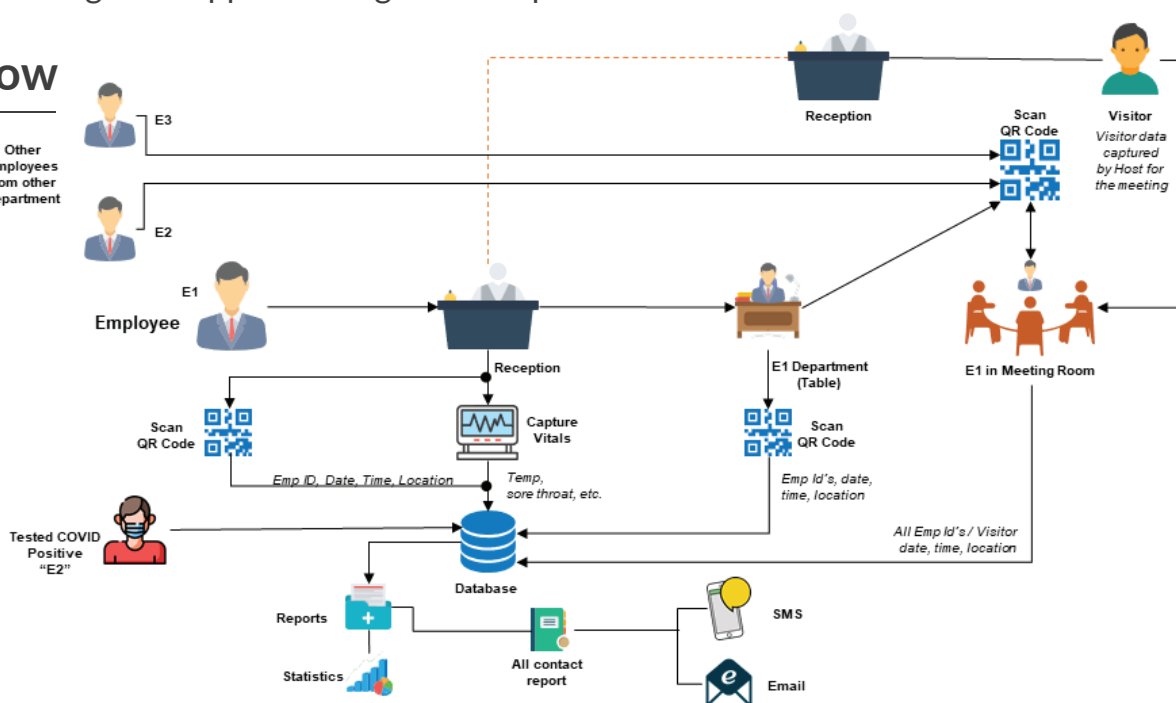 ow
E3
Other
mployees
om other
epartment
E2
Reception
Scan
QR Code
Visitor
Visitor data
captured
by Host for
the meeting
E1
Employee
Reception
E1 Department
(Table)
E1 in Meeting Room
Scan
QR Code
Capture
Vitals
Scan
QR Code
Emp ID, Date, Time, Location
Temp,
sore throat, etc.
Emp Id's, date,
time, location
Tested COVID
Positive
“E2”
All Emp Id's / Visitor
date, time, location
Database
Reports
SMS
All contact
report
Statistics
Email